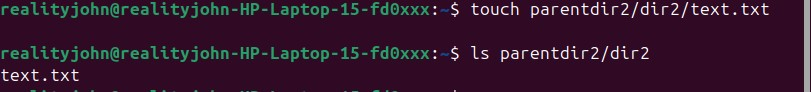 realityjohn@realityjohn-HP-Laptop-15-fd0xxx:~$ touch parentdir2/dir2/text.txt
realityjohn@realityjohn-HP-Laptop-15-fd0xxx:~$ ls parentdir2/dir2
text.txt